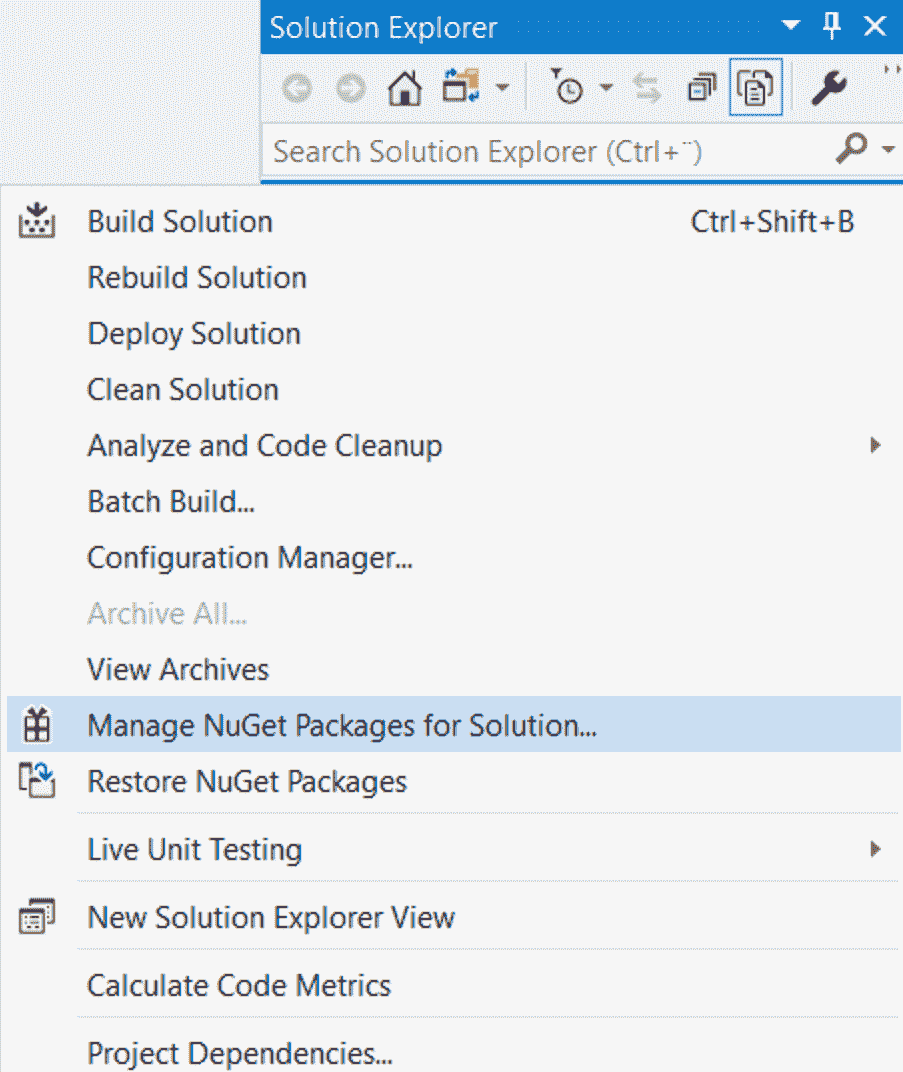 Solution Explorer
Search Solution Explorer (Ctrl+¨)
Build Solution Ctrl+Shift+B
Rebuild Solution
Deploy Solution
Clean Solution
Analyze and Code Cleanup
Batch Build...
Configuration Manager...
Archive All...
View Archives
Manage NuGet Packages for Solution...
Restore NuGet Packages
Live Unit Testing
New Solution Explorer View
Calculate Code Metrics
Project Dependencies...